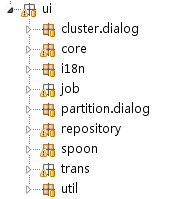 ui
cluster.dialog
core
i18n
job
partition.dialog
repository
spoon
trans
util